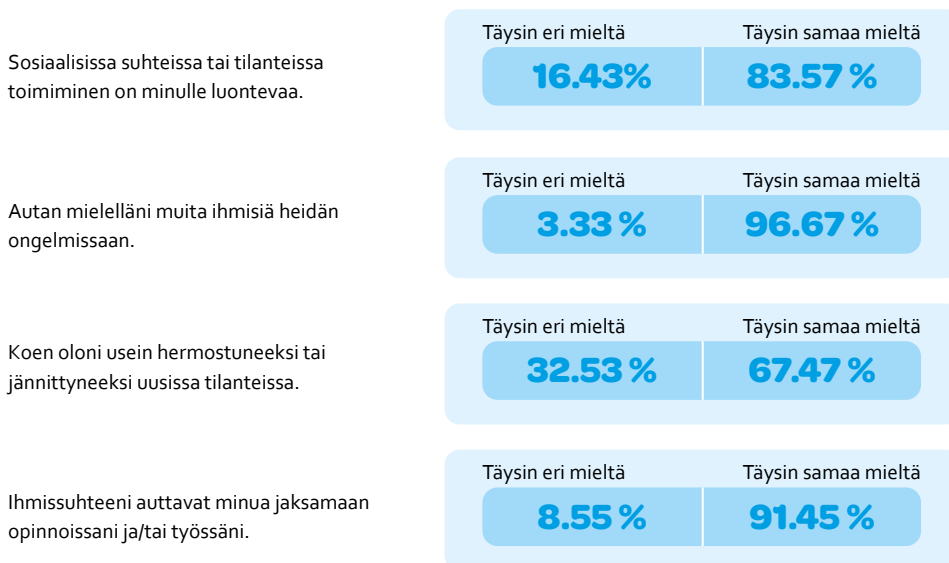 Sosiaalisissa suhteissa tai tilanteissa
toimiminen on minulle luontevaa.
Täysin eri mieltä Täysin samaa mieltä
16.43% 83.57 %
Autan mielelläni muita ihmisiä heidän
ongelmissaan.
Täysin eri mieltä Täysin samaa mieltä
3.33 % 96.67 %
Koen oloni usein hermostuneeksi tai
jännittyneeksi uusissa tilanteissa.
Täysin eri mieltä Täysin samaa mieltä
32.53 % 67.47 %
Ihmissuhteeni auttavat minua jaksamaan
opinnoissani ja/tai työssäni.
Täysin eri mieltä Täysin samaa mieltä
8.55 % 91.45 %